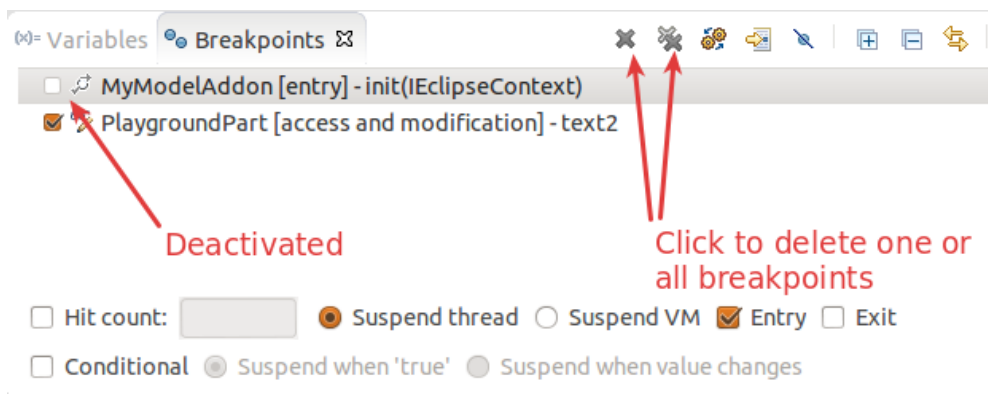 (x)= Variables Breakpoints
MyModelAddon [entry] - init(IEclipseContext)
PlaygroundPart [access and modification] - text2
Deactivated
Click to delete one or
all breakpoints
Hit count: Suspend thread Suspend VM Entry Exit
Conditional Suspend when 'true' Suspend when value changes